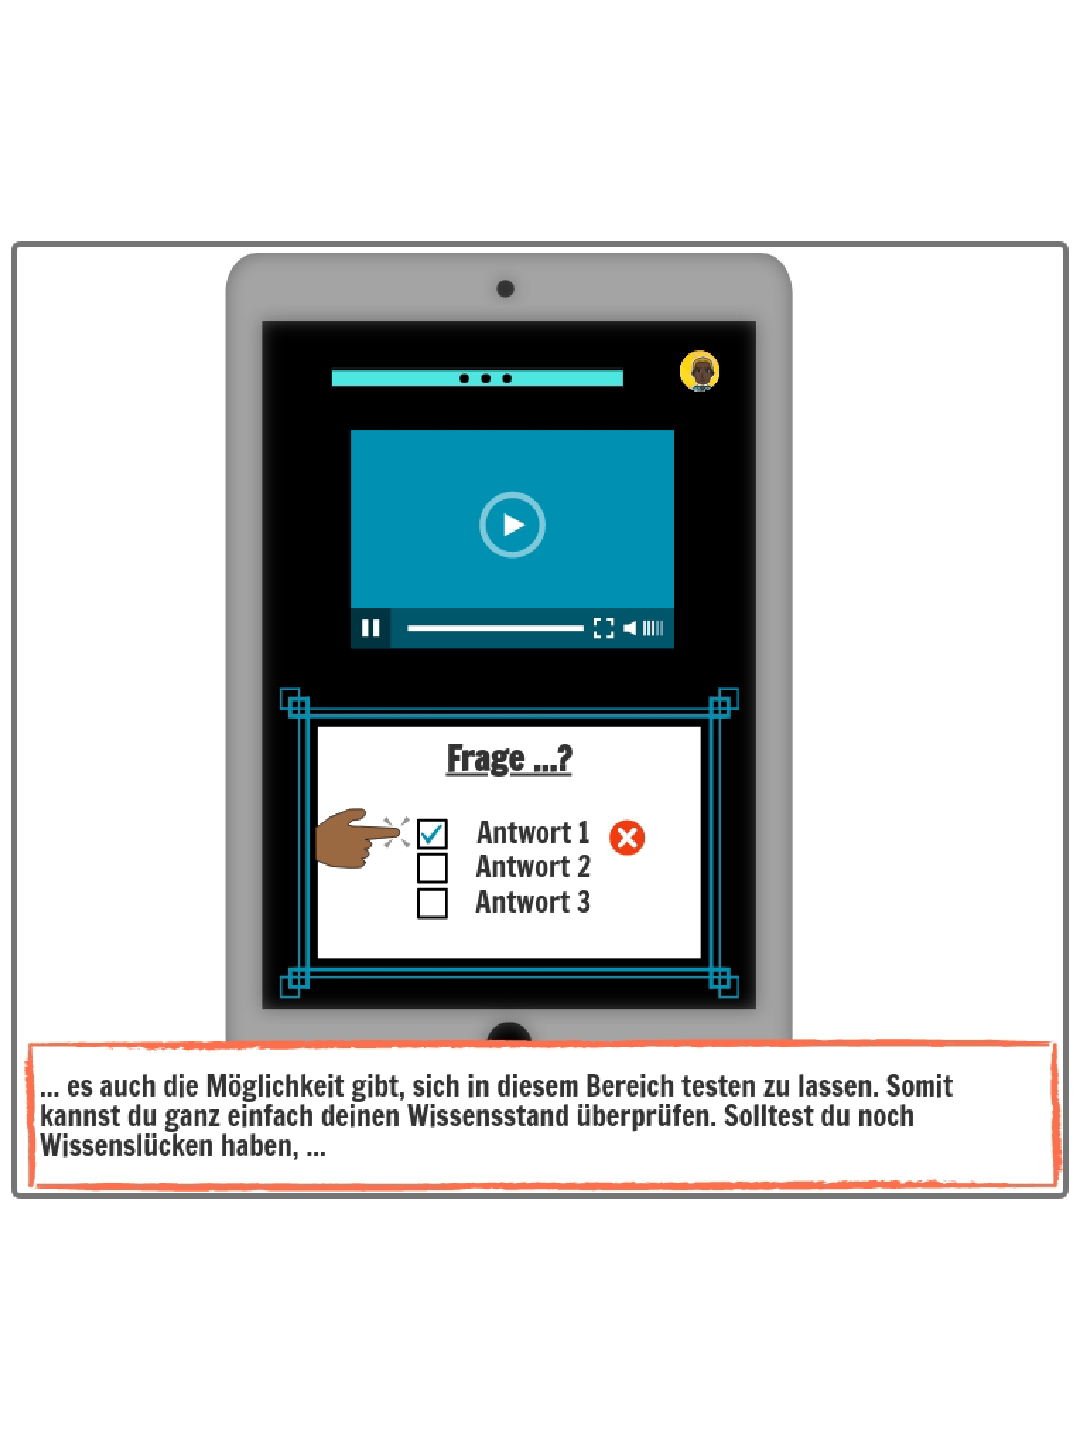 Frage ...?
Antwort 1
Antwort 2
Antwort 3
... es auch die Möglichkeit gibt, sich in diesem Bereich testen zu lassen. Somit
kannst du ganz einfach deinen Wissensstand überprüfen. Solltest du noch
Wissenslücken haben, ...